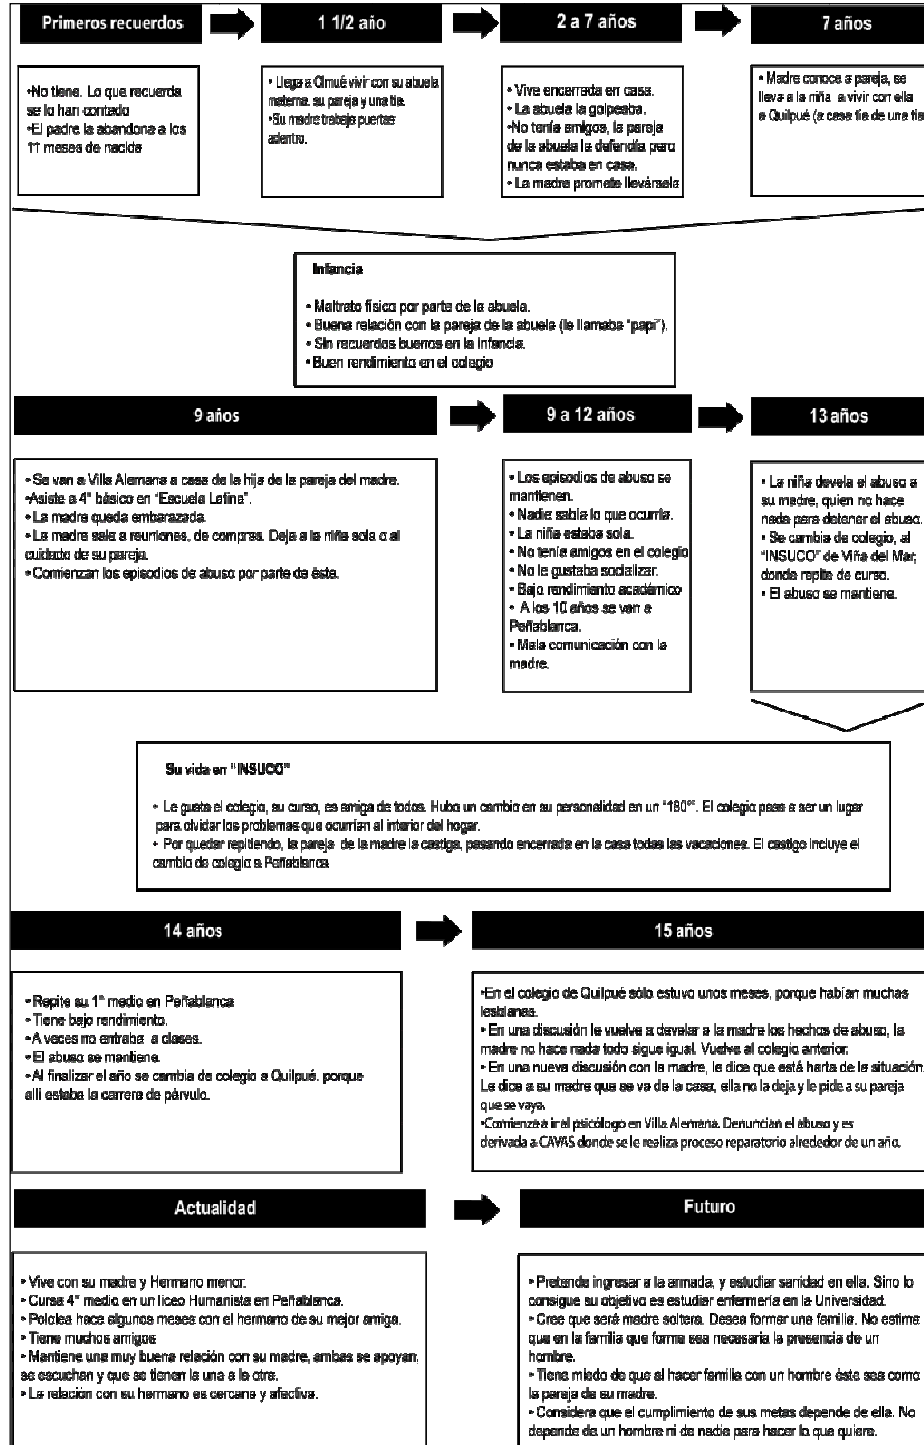 Primeros recuerdos
1 1/2 año
2 a 7 años
7 años
•No tiene. Lo que recuerda
se lo han contado
•El padre la abandona a los
11 meses de nacida
• Llega a Olmué vivir con su abuela
materna, su pareja y una tía.
•Su madre trabaja puertas
adentro.
• Vive encerrada en casa.
• La abuela la golpeaba.
•No tenía amigos, la pareja
de la abuela le defendía pero
nunca estaba en casa.
• La madre promete llevársela
• Madre conoce a pareja, se
lleva a la niña a vivir con ella
a Quilpué (a casa tía de una tía
Infancia
• Maltrato físico por parte de la abuela.
• Buena relación con la pareja de la abuela (le llamaba "papi").
• Sin recuerdos buenos en la infancia.
• Buen rendimiento en el colegio
9 años
9 a 12 años
13 años
• Se van a Villa Alemana a casa de la hija de la pareja del madre.
•Asiste a 4° básico en "Escuela Latina".
• La madre queda embarazada.
• La madre sale a reuniones, de compras. Deja a la niña sola o al
cuidado de su pareja.
• Comienzan los episodios de abuso por parte de éste.
• Los episodios de abuso se
mantienen.
• Nadie sabía lo que ocurría.
• La niña estaba sola.
• No tenía amigos en el colegio
• No le gustaba socializar.
• Bajo rendimiento académico
• A los 10 años se van a
Peñablanca.
• Mala comunicación con la
madre.
• La niña devela el abuso a
su madre, quien no hace
nada para detener el abuso.
• Se cambia de colegio, al
"INSUCO" de Viña del Mar,
donde repite de curso.
• El abuso se mantiene.
Su vida en "INSUCO"
• Le gusta el colegio, su curso, es amiga de todos. Hubo un cambio en su personalidad en un "180°". El colegio pasa a ser un lugar
para olvidar los problemas que ocurrían al interior del hogar.
• Por quedar repitiendo, la pareja de la madre la castiga, pasando encerrada en la casa todas las vacaciones. El castigo incluye el
cambio de colegio a Peñablanca
14 años
15 años
• Repite su 1° medio en Peñablanca
• Tiene bajo rendimiento.
• A veces no entraba a clases.
• El abuso se mantiene.
•Al finalizar el año se cambia de colegio a Quilpué, porque
allí estaba la carrera de párvulo.
•En el colegio de Quilpué sólo estuvo unos meses, porque habían muchas
lesbianas.
• En una discusión le vuelve a develar a la madre los hechos de abuso, la
madre no hace nada todo sigue igual. Vuelve al colegio anterior.
• En una nueva discusión con la madre, le dice que está harta de la situación.
Le dice a su madre que se va de la casa, ella no la deja y le pide a su pareja
que se vaya.
•Comienza a ir al psicólogo en Villa Alemana. Denuncian el abuso y es
derivada a CAVAS donde se le realiza proceso reparatorio alrededor de un año.
Actualidad
Futuro
• Vive con su madre y Hermano menor.
• Cursa 4° medio en un liceo Humanista en Peñablanca.
• Pololea hace algunos meses con el hermano de su mejor amiga.
• Tiene muchos amigos
• Mantiene una muy buena relación con su madre, ambas se apoyan,
se escuchan y que se tienen la una a la otra.
• La relación con su hermano es cercana y afectiva.
• Pretende ingresar a la armada, y estudiar sanidad en ella. Sino lo
consigue su objetivo es estudiar enfermería en la Universidad.
• Cree que será madre soltera. Desea formar una familia. No estima
que en la familia que forme sea necesaria la presencia de un
hombre.
• Tiene miedo de que al hacer familia con un hombre éste sea como
la pareja de su madre.
• Considera que el cumplimiento de sus metas depende de ella. No
depende de un hombre ni de nadie para hacer lo que quiera.